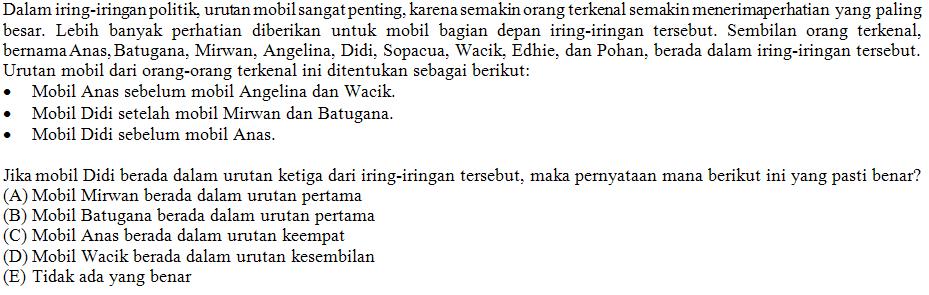 Dalam iring-iringan politik, urutan mobil sangat penting, karena semakin orang terkenal semakin menerimaperhatian yang paling
besar. Lebih banyak perhatian diberikan untuk mobil bagian depan iring-iringan tersebut. Sembilan orang terkenal,
bernama Anas, Batugana, Mirwan, Angelina, Didi, Sopacua, Wacik, Edhie, dan Pohan, berada dalam iring-iringan tersebut.
Urutan mobil dari orang-orang terkenal ini ditentukan sebagai berikut:
• Mobil Anas sebelum mobil Angelina dan Wacik.
• Mobil Didi setelah mobil Mirwan dan Batugana.
• Mobil Didi sebelum mobil Anas.
Jika mobil Didi berada dalam urutan ketiga dari iring-iringan tersebut, maka pernyataan mana berikut ini yang pasti benar?
(A) Mobil Mirwan berada dalam urutan pertama
(B) Mobil Batugana berada dalam urutan pertama
(C) Mobil Anas berada dalam urutan keempat
(D) Mobil Wacik berada dalam urutan kesembilan
(E) Tidak ada yang benar